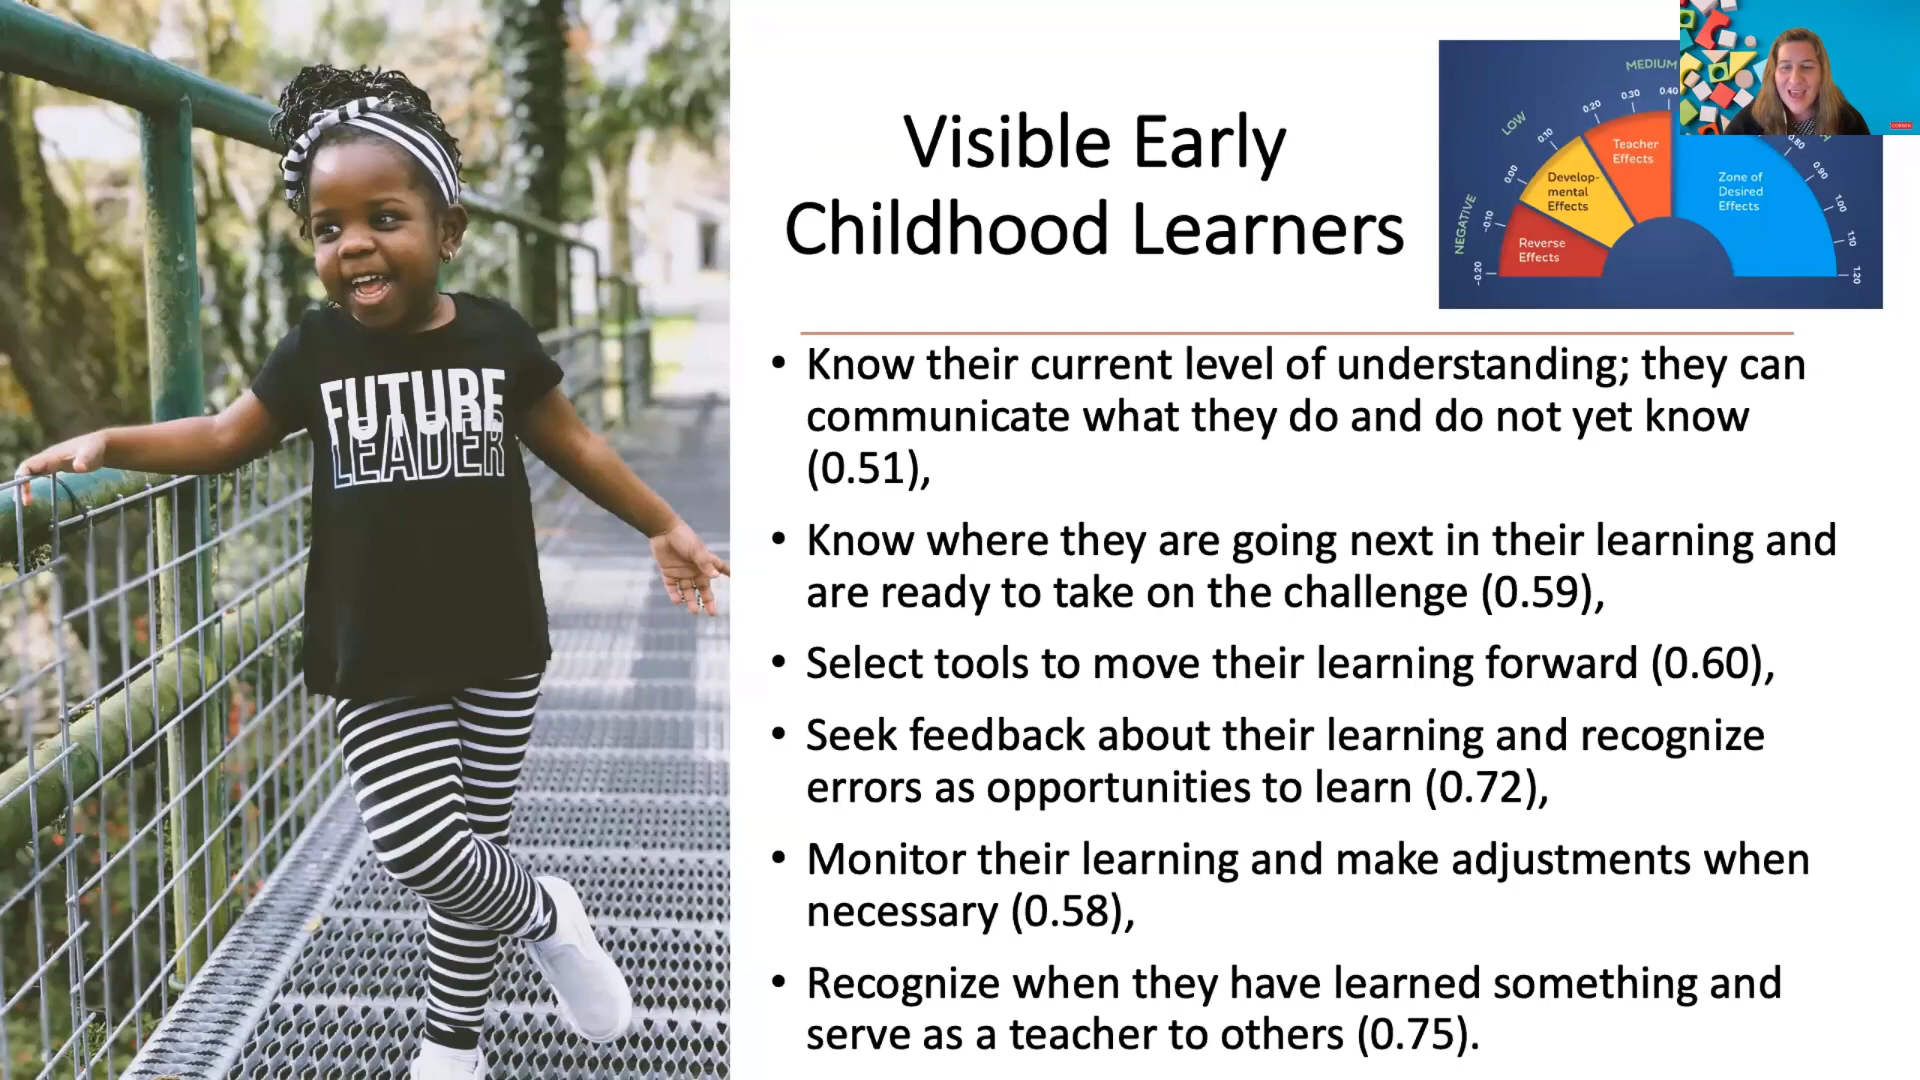 Visible Early
Childhood Learners
• Know their current level of understanding; they can
communicate what they do and do not yet know
(0.51),
• Know where they are going next in their learning and
are ready to take on the challenge (0.59),
• Select tools to move their learning forward (0.60),
• Seek feedback about their learning and recognize
errors as opportunities to learn (0.72),
• Monitor their learning and make adjustments when
necessary (0.58),
• Recognize when they have learned something and
serve as a teacher to others (0.75).
FUTURE
LEADER
NEGATIVE
LOW
MEDIUM
-0.20
-0.10
0.00
0.10
0.20
0.30
0.40
0.80
0.90
1.00
1.10
1.20
Reverse
Effects
Develop-
mental
Effects
Teacher
Effects
Zone of
Desired
Effects
CORWIN